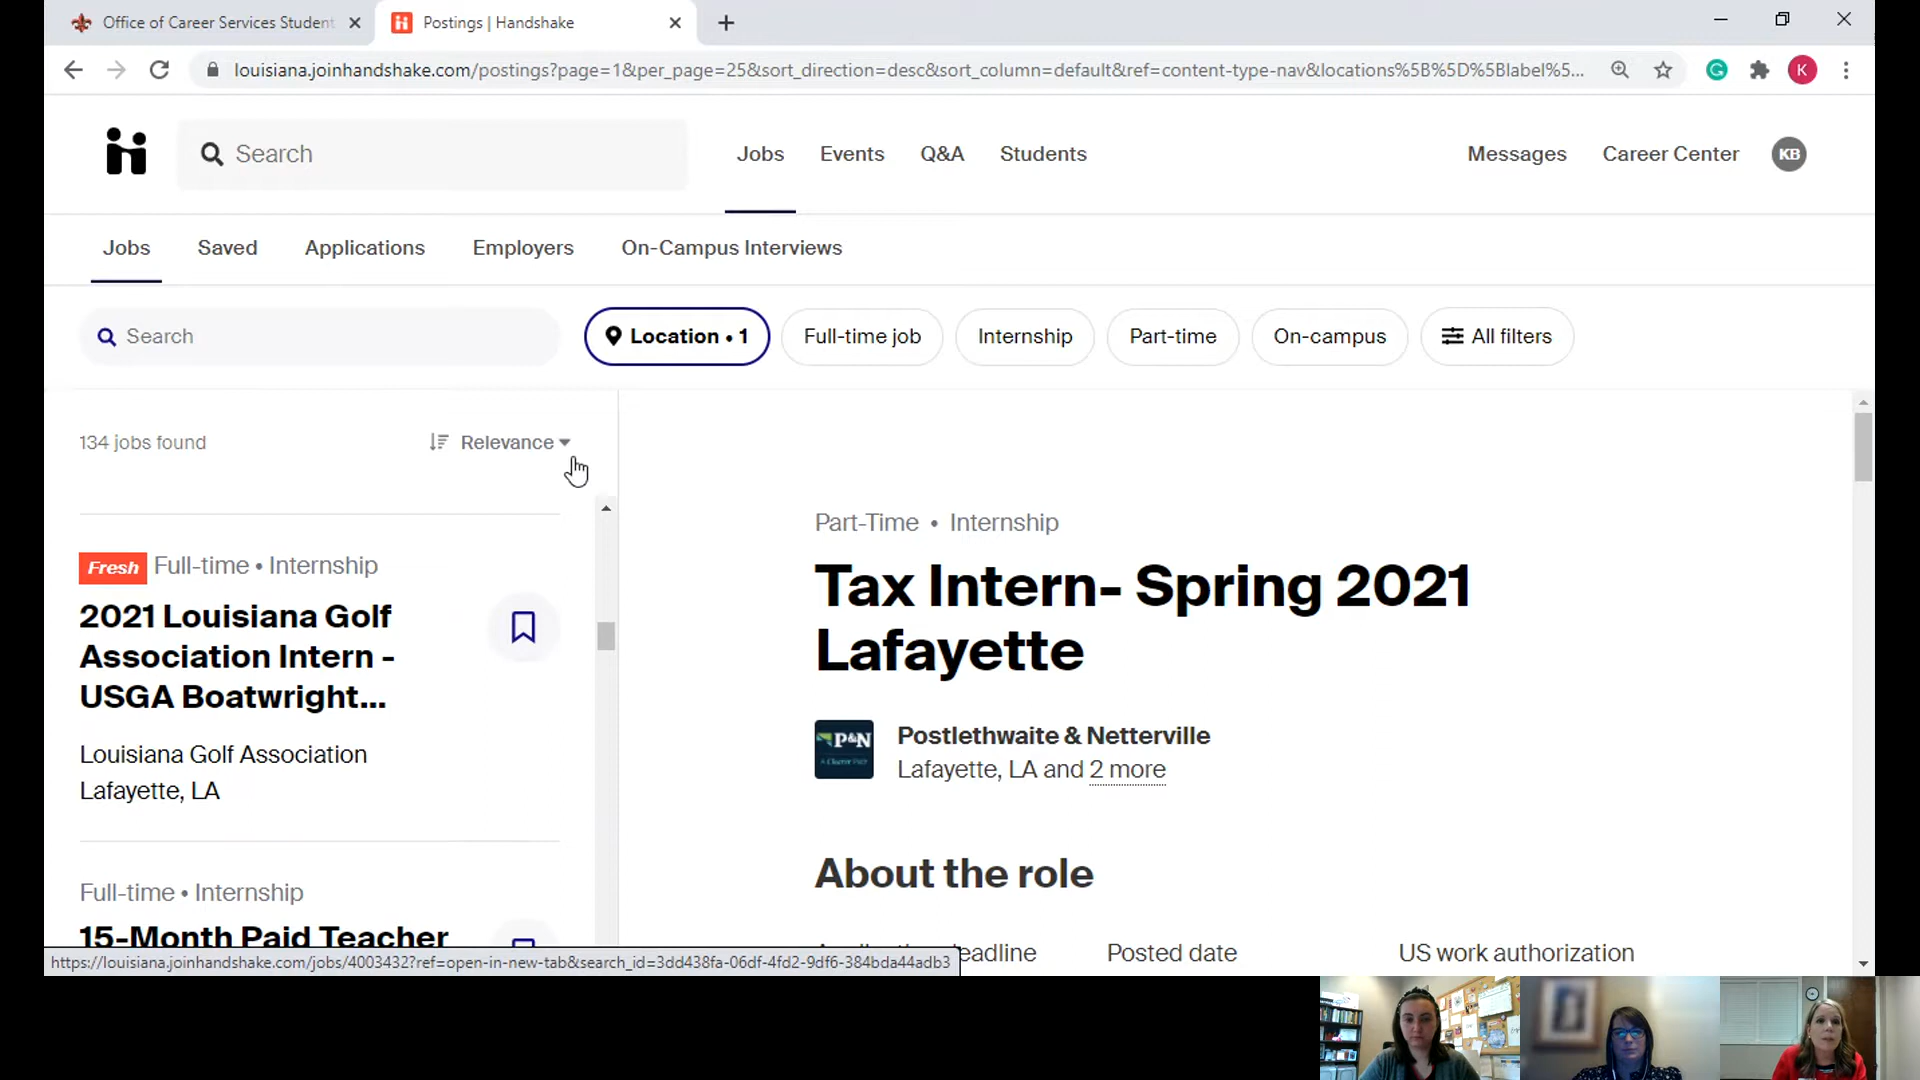 Office of Career Services Student
Postings | Handshake
louisiana.joinhandshake.com/postings?page=1&per_page=25&sort_direction=desc&sort_column=default&ref=content-type-nav&locations%5B%5D%5Blabel%5...
K
Search
Jobs
Events
Q&A
Students
Messages
Career Center
KB
Jobs
Saved
Applications
Employers
On-Campus Interviews
Search
Location • 1
Full-time job
Internship
Part-time
On-campus
All filters
134 jobs found
Relevance
Fresh Full-time • Internship
2021 Louisiana Golf
Association Intern -
USGA Boatwright...
Louisiana Golf Association
Lafayette, LA
Full-time • Internship
15-Month Paid Teacher
Part-Time • Internship
Tax Intern- Spring 2021
Lafayette
P&N
Postlethwaite & Netterville
Lafayette, LA and 2 more
About the role
deadline
Posted date
US work authorization
https://louisiana.joinhandshake.com/jobs/4003432?ref=open-in-new-tab&search_id=3dd438fa-06df-4fd2-9df6-384bda44adb3